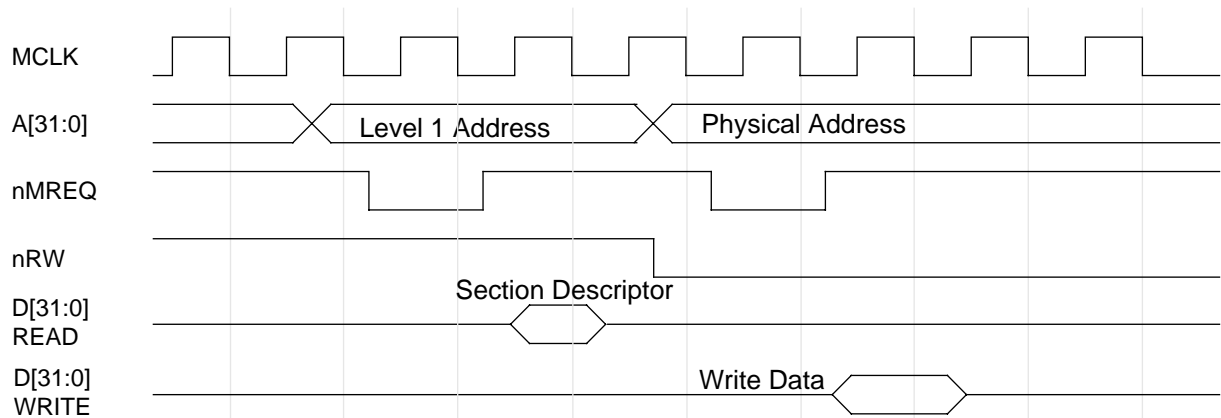 MCLK
A[31:0]
Level 1 Address
Physical Address
nMREQ
nRW
Section Descriptor
D[31:0]
READ
Write Data
D[31:0]
WRITE